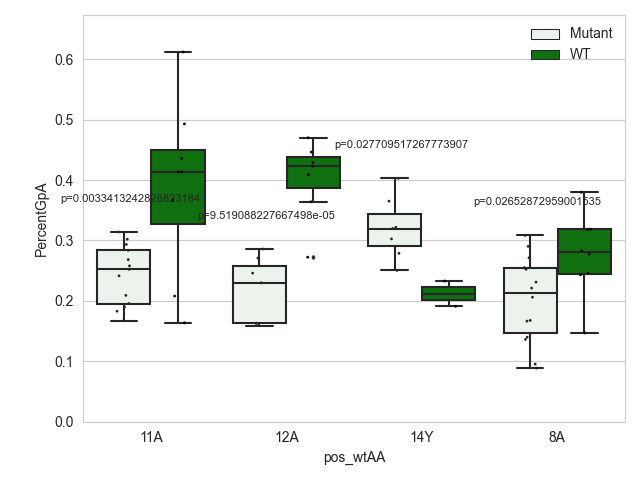 Mutant
WT
0.6
0.5
0.4
0.3
0.2
0.1
0.0
PercentGpA
p=0.027709517267773907
p=0.0033413242828823184
p=0.02652872959001535
p=9.519088227667498e-05
11A
12A
14Y
8A
pos_wtAA